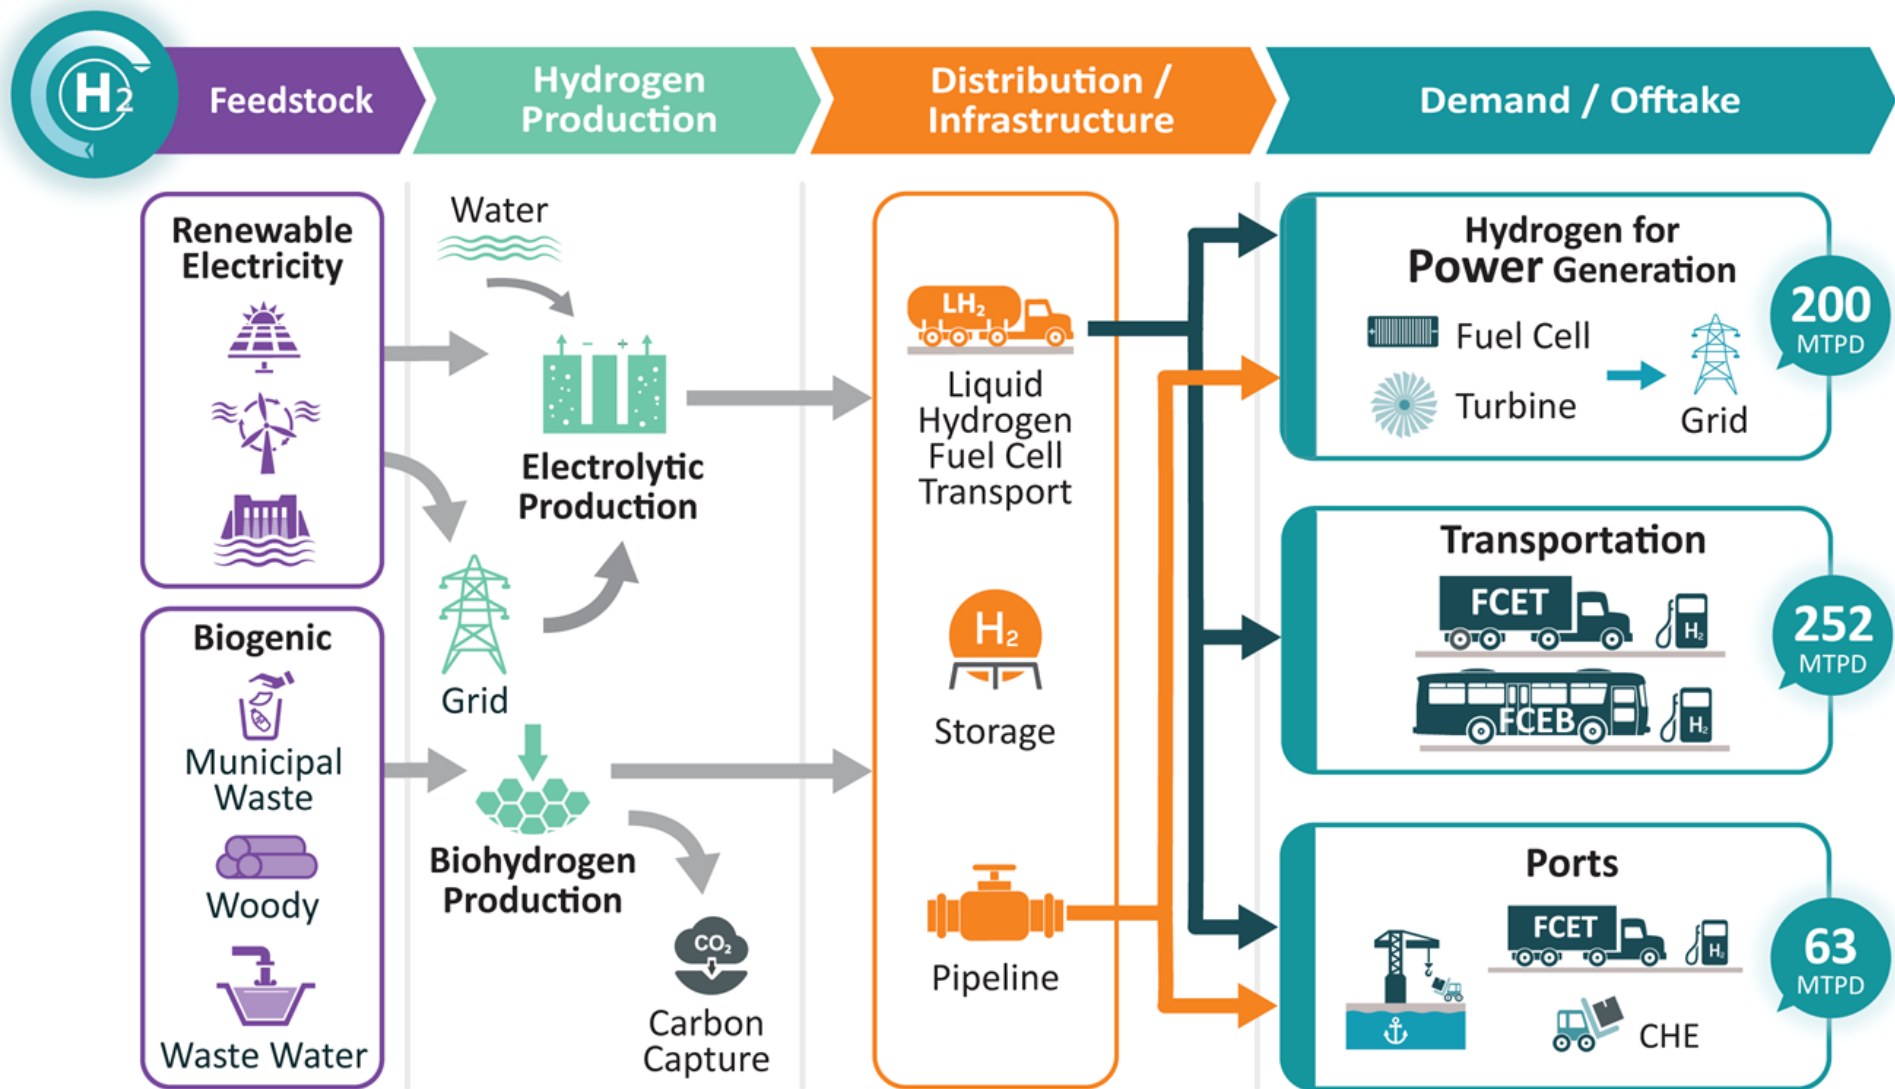 H2
Feedstock
Hydrogen
Production
Distribution /
Infrastructure
Demand / Offtake
Renewable
Electricity
Biogenic
Municipal
Waste
Woody
Waste Water
Water
- +
Electrolytic
Production
Grid
Biohydrogen
Production
CO₂
Carbon
Capture
LH₂
Liquid
Hydrogen
Fuel Cell
Transport
H₂
Storage
Pipeline
Hydrogen for
Power Generation
Fuel Cell
Turbine
Grid
200
MTPD
Transportation
FCET
H₂
FCEB
H₂
252
MTPD
Ports
FCET
H₂
CHE
63
MTPD